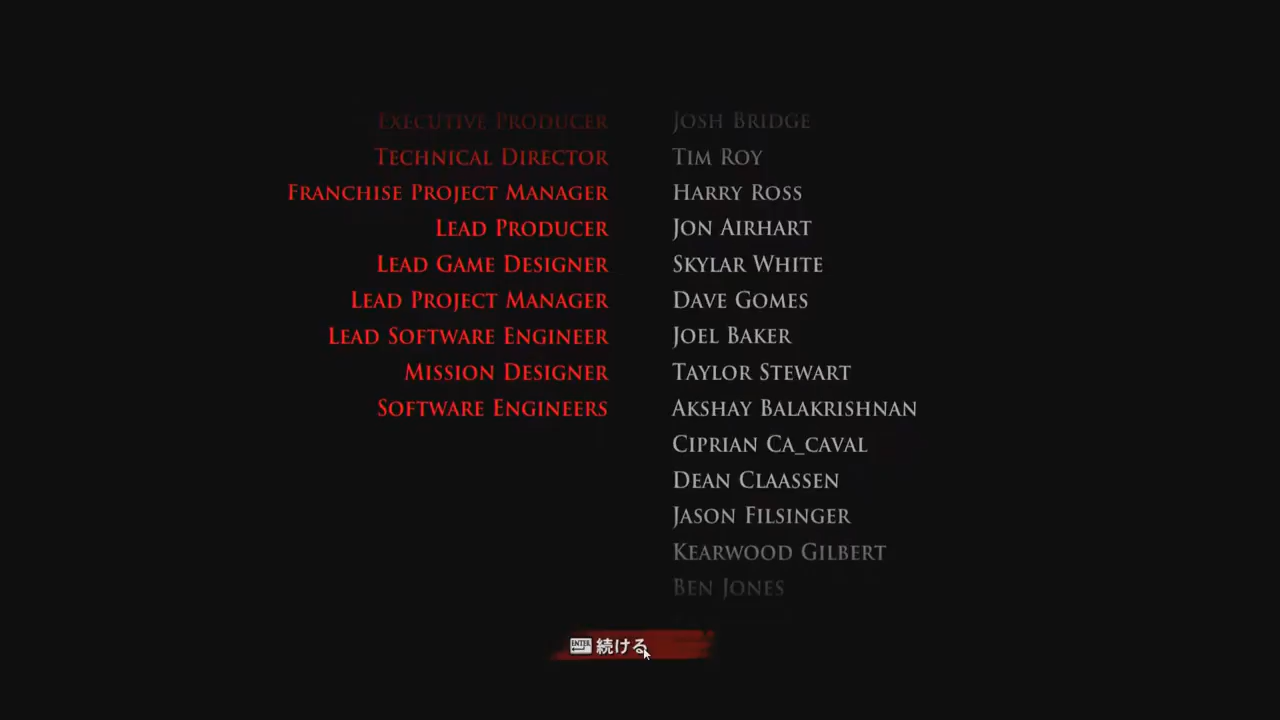 EXECUTIVE PRODUCER JOSH BRIDGE
TECHNICAL DIRECTOR TIM ROY
FRANCHISE PROJECT MANAGER HARRY ROSS
LEAD PRODUCER JON AIRHART
LEAD GAME DESIGNER SKYLAR WHITE
LEAD PROJECT MANAGER DAVE GOMES
LEAD SOFTWARE ENGINEER JOEL BAKER
MISSION DESIGNER TAYLOR STEWART
SOFTWARE ENGINEERS AKSHAY BALAKRISHNAN
CIPRIAN CA_CAVAL
DEAN CLAASSEN
JASON FILSINGER
KEARWOOD GILBERT
BEN JONES
ENTER 続ける